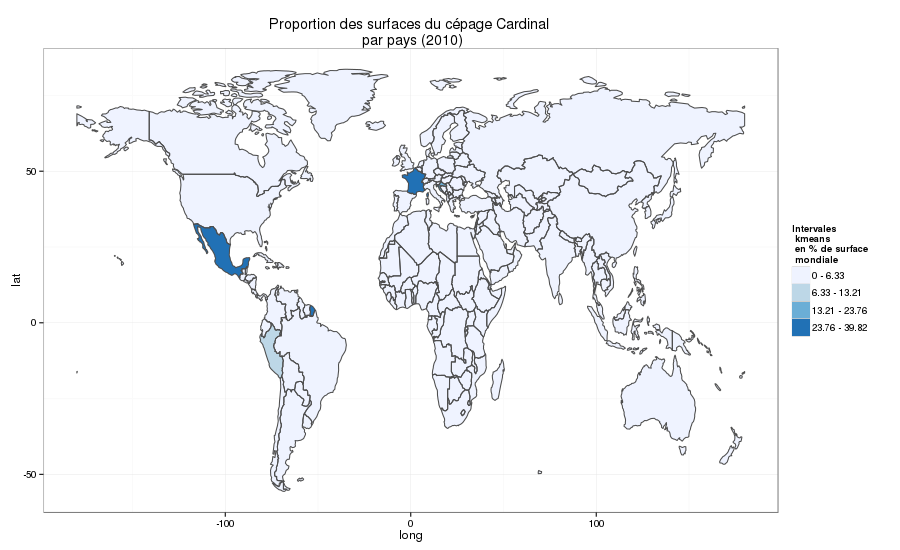 Proportion des surfaces du cépage Cardinal
par pays (2010)
50
0
-50
lat
-100
0
100
long
Intervales
kmeans
en % de surface
mondiale
0 - 6.33
6.33 - 13.21
13.21 - 23.76
23.76 - 39.82